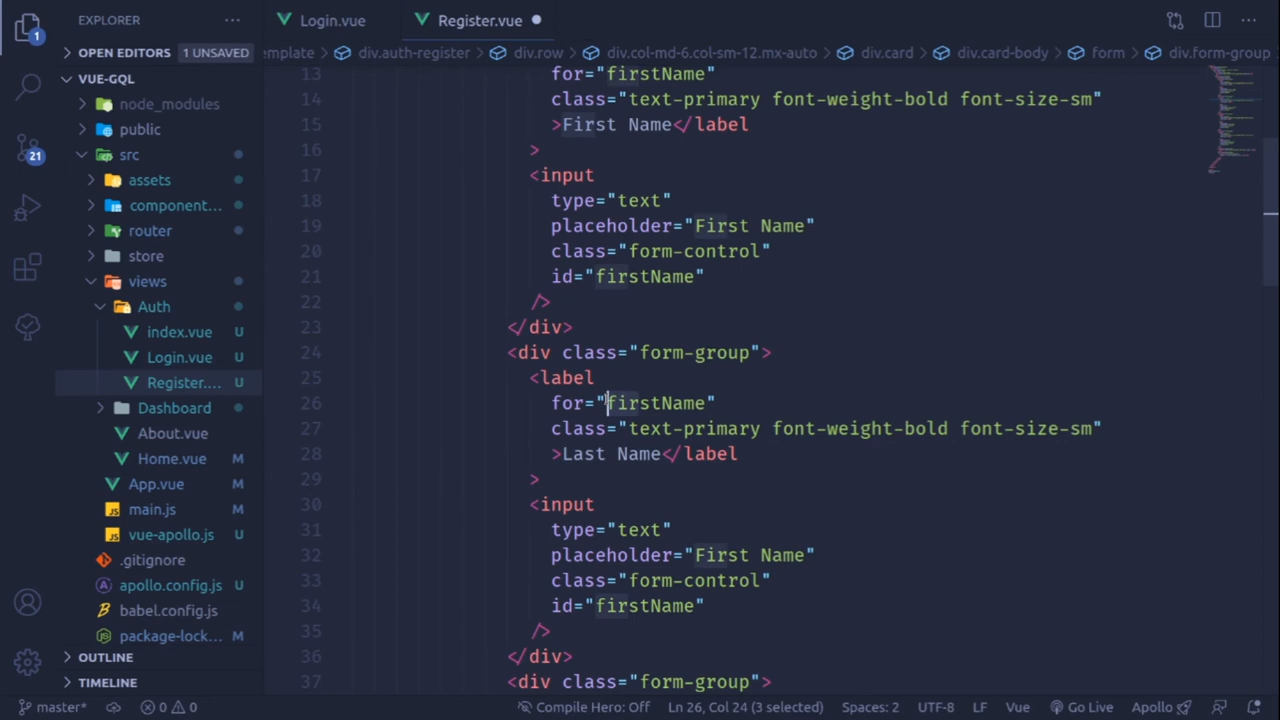 EXPLORER
Login.vue
Register.vue
OPEN EDITORS 1 UNSAVED
emplate > div.auth-register > div.row > div.col-md-6.col-sm-12.mx-auto > div.card > div.card-body > form > div.form-group
VUE-GQL
node_modules
public
src
assets
component...
router
store
views
Auth
index.vue U
Login.vue U
Register.... U
Dashboard
About.vue
Home.vue M
App.vue M
main.js M
vue-apollo.js U
.gitignore
apollo.config.js U
babel.config.js
package-lock... M
OUTLINE
TIMELINE
1
21
13 for="firstName"
14 class="text-primary font-weight-bold font-size-sm"
15 >First Name</label
16 >
17 <input
18 type="text"
19 placeholder="First Name"
20 class="form-control"
21 id="firstName"
22 />
23 </div>
24 <div class="form-group">
25 <label
26 for="firstName"
27 class="text-primary font-weight-bold font-size-sm"
28 >Last Name</label
29 >
30 <input
31 type="text"
32 placeholder="First Name"
33 class="form-control"
34 id="firstName"
35 />
36 </div>
37 <div class="form-group">
master* 0 0 Compile Hero: Off Ln 26, Col 24 (3 selected) Spaces: 2 UTF-8 LF Vue Go Live Apollo